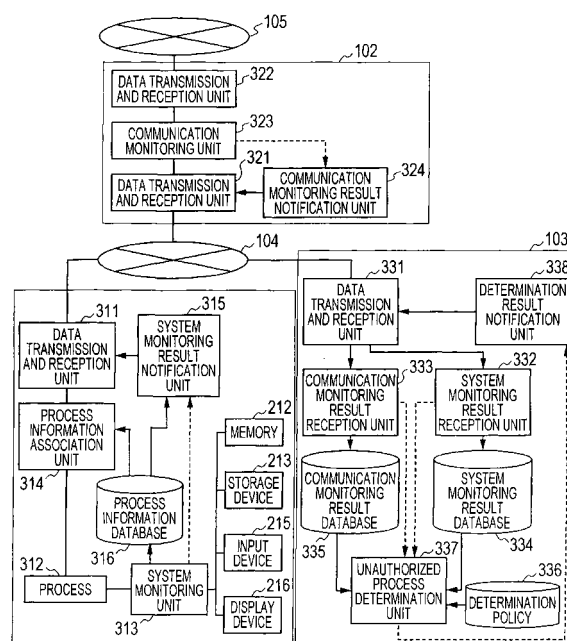 105
102
DATA TRANSMISSION
AND RECEPTION UNIT
322
COMMUNICATION
MONITORING UNIT
323
321
DATA TRANSMISSION
AND RECEPTION UNIT
COMMUNICATION
MONITORING RESULT
NOTIFICATION UNIT
324
104
103
311
DATA
TRANSMISSION
AND RECEPTION
UNIT
315
SYSTEM
MONITORING
RESULT
NOTIFICATION
UNIT
PROCESS
INFORMATION
ASSOCIATION
UNIT
314
PROCESS
INFORMATION
DATABASE
316
312
PROCESS
SYSTEM
MONITORING
UNIT
313
212
MEMORY
213
STORAGE
DEVICE
215
INPUT
DEVICE
216
DISPLAY
DEVICE
331
DATA
TRANSMISSION
AND RECEPTION
UNIT
338
DETERMINATION
RESULT
NOTIFICATION
UNIT
333
COMMUNICATION
MONITORING
RESULT
RECEPTION UNIT
332
SYSTEM
MONITORING
RESULT
RECEPTION UNIT
COMMUNICATION
MONITORING
RESULT
DATABASE
335
SYSTEM
MONITORING
RESULT
DATABASE
334
337
UNAUTHORIZED
PROCESS
DETERMINATION
UNIT
336
DETERMINATION
POLICY